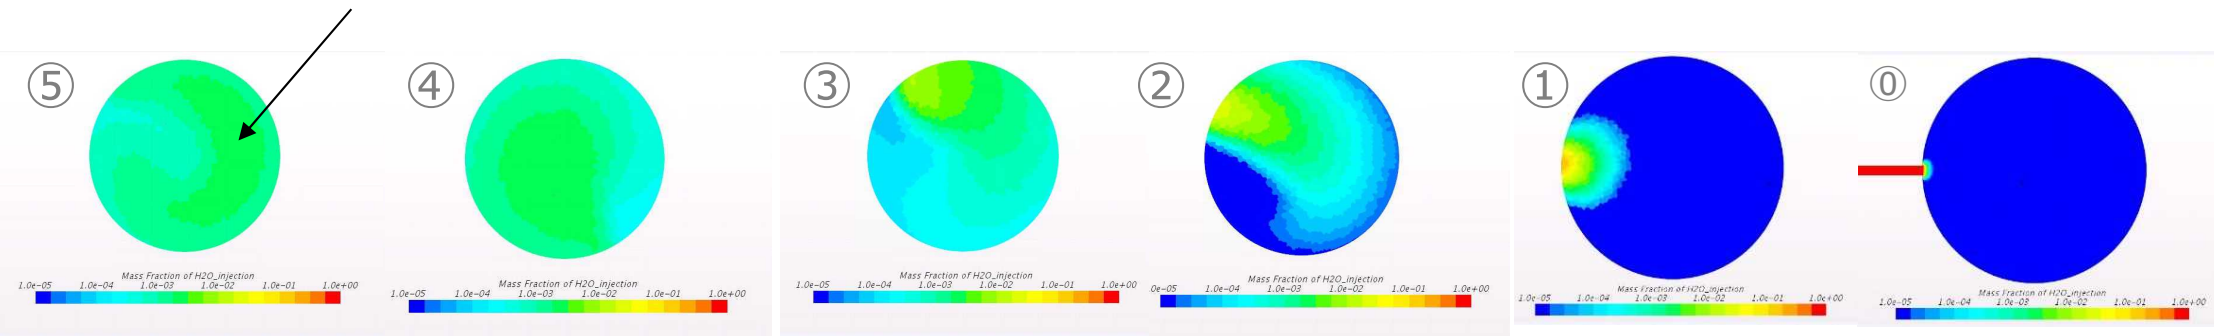 ⑤
④
③
②
①
⓪
Mass Fraction of H2O_injection
1.0e-05 1.0e-04 1.0e-03 1.0e-02 1.0e-01 1.0e+00
Mass Fraction of H2O_injection
1.0e-05 1.0e-04 1.0e-03 1.0e-02 1.0e-01 1.0e+00
Mass Fraction of H2O_injection
1.0e-05 1.0e-04 1.0e-03 1.0e-02 1.0e-01 1.0e+00
Mass Fraction of H2O_injection
0e-05 1.0e-04 1.0e-03 1.0e-02 1.0e-01 1.0e+00
Mass Fraction of H2O_injection
1.0e-05 1.0e-04 1.0e-03 1.0e-02 1.0e-01 1.0e+00
Mass Fraction of H2O_injection
1.0e-05 1.0e-04 1.0e-03 1.0e-02 1.0e-01 1.0e+00